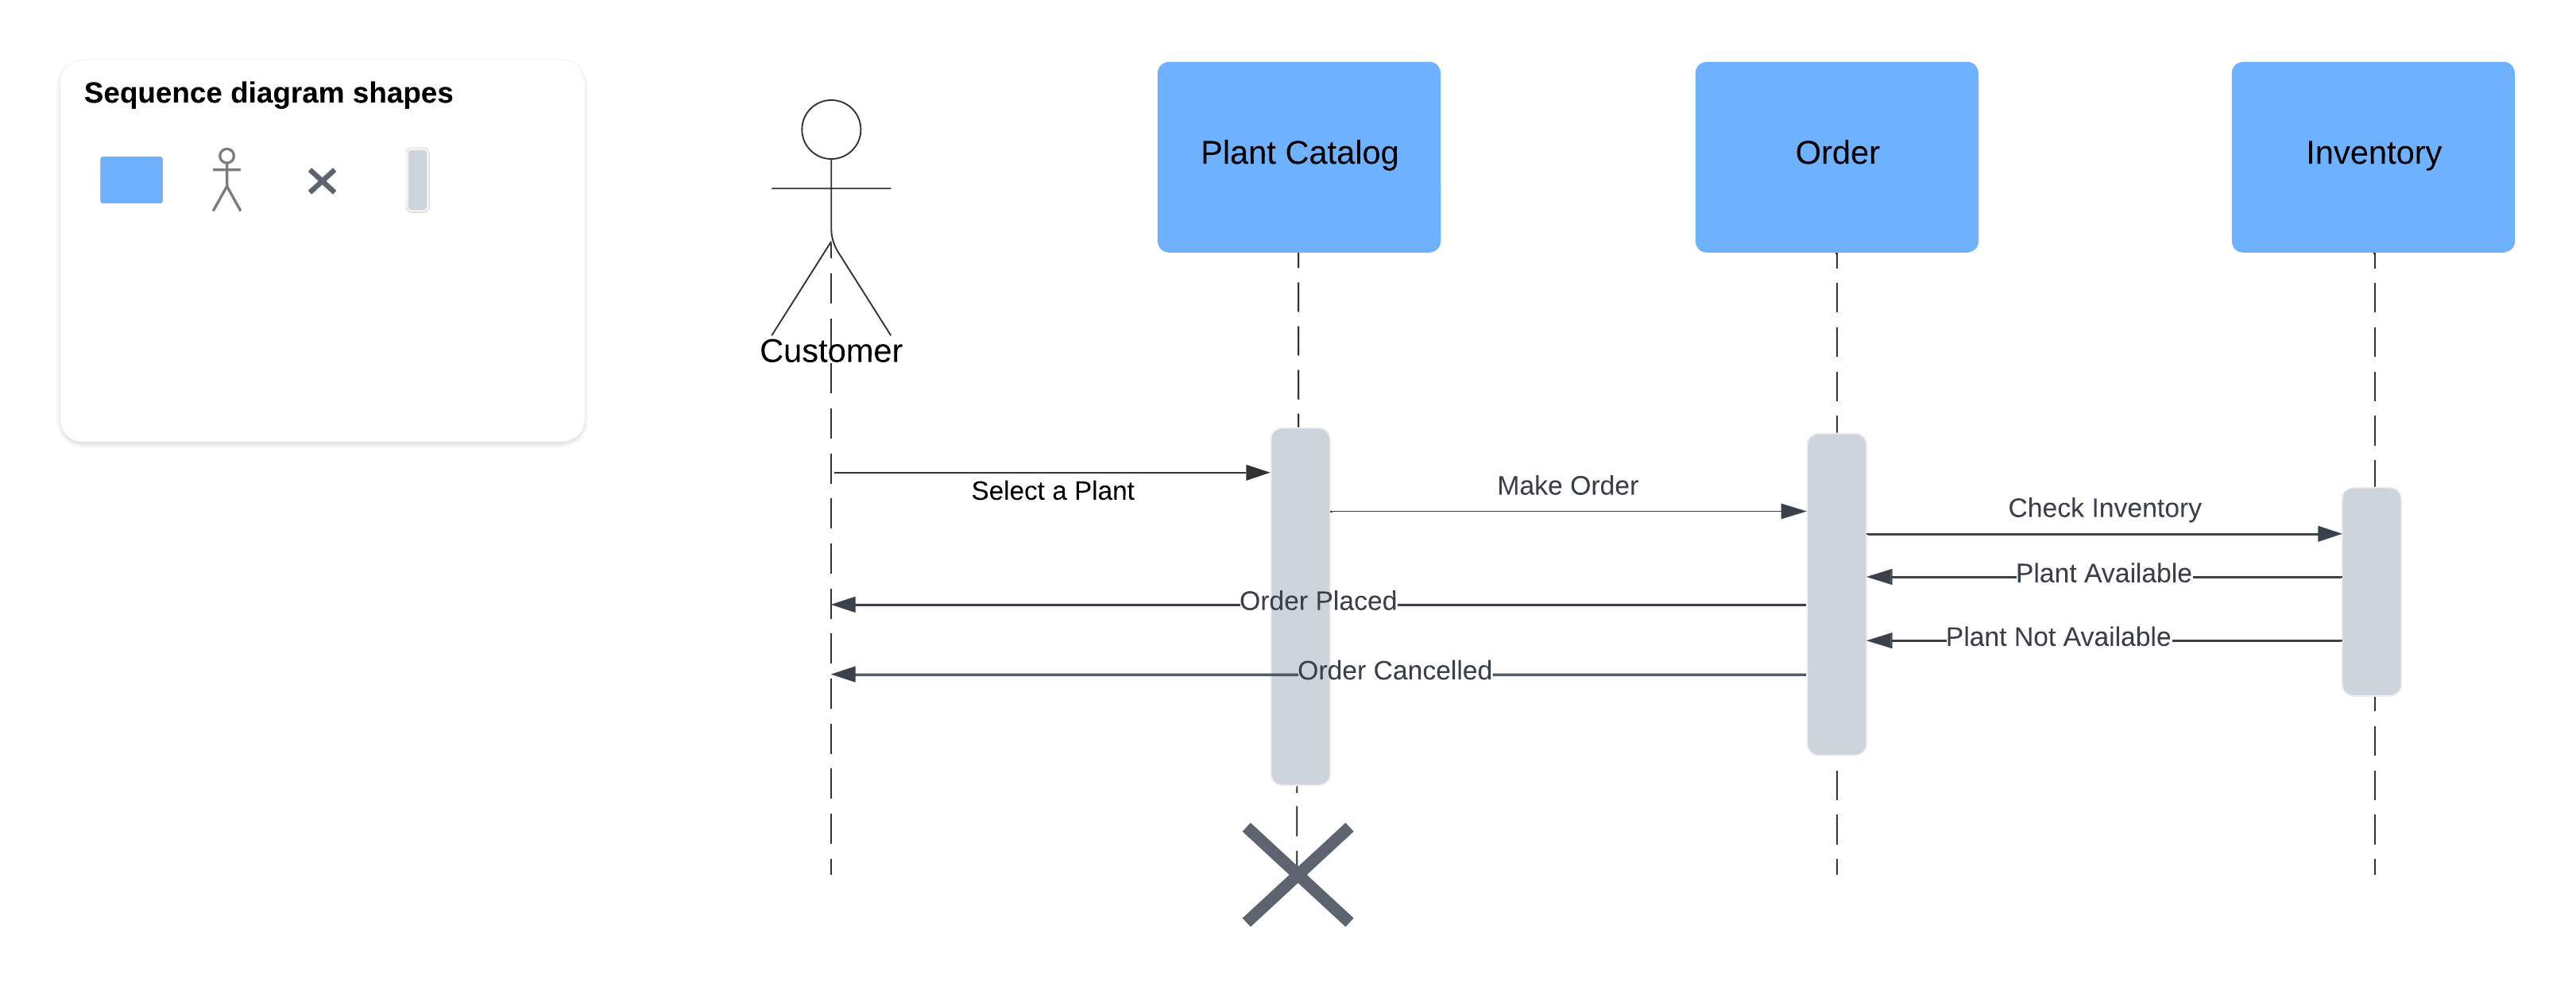 Sequence diagram shapes
Customer
Plant Catalog
Order
Inventory
Select a Plant
Make Order
Check Inventory
Plant Available
Order Placed
Plant Not Available
Order Cancelled